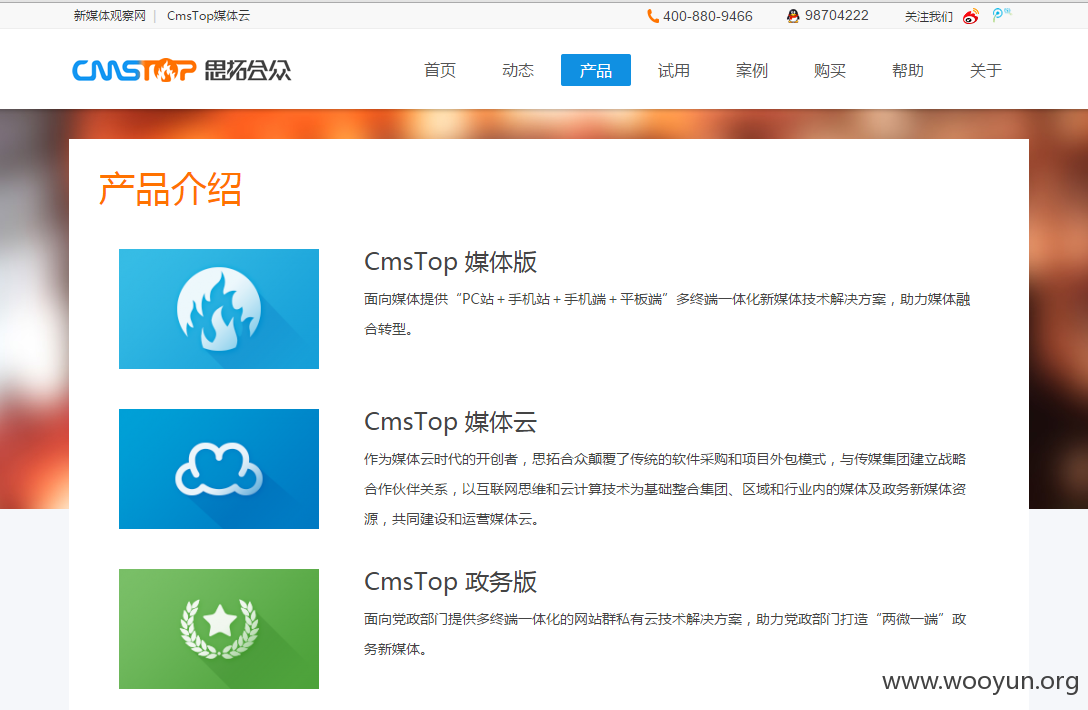 新媒体观察网 | CmsTop媒体云
400-880-9466 98704222 关注我们
CMSTOP 思拓合众
首页 动态 产品 试用 案例 购买 帮助 关于
产品介绍
CmsTop 媒体版
面向媒体提供“PC站＋手机站＋手机端＋平板端”多终端一体化新媒体技术解决方案，助力媒体融
合转型。
CmsTop 媒体云
作为媒体云时代的开创者，思拓合众颠覆了传统的软件采购和项目外包模式，与传媒集团建立战略
合作伙伴关系，以互联网思维和云计算技术为基础整合集团、区域和行业内的媒体及政务新媒体资
源，共同建设和运营媒体云。
CmsTop 政务版
面向党政部门提供多终端一体化的网站群私有云技术解决方案，助力党政部门打造“两微一端”政
务新媒体。
www.wooyun.org